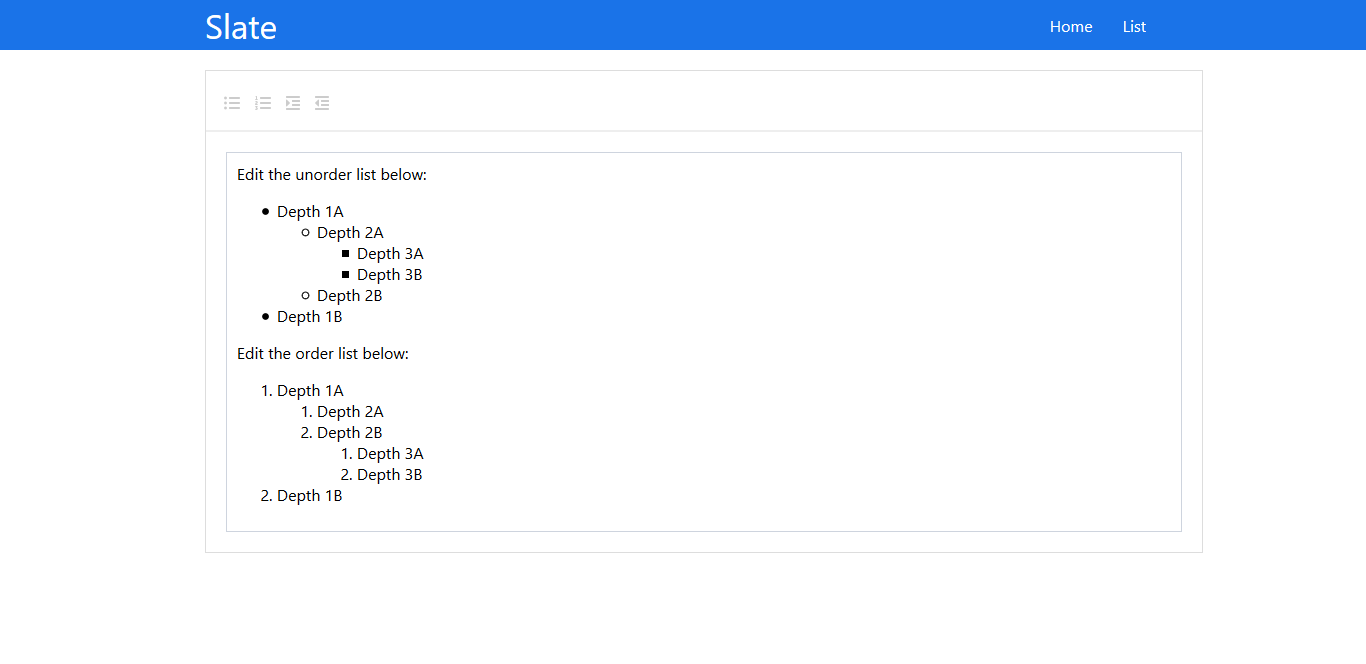 Slate
Home List
Edit the unorder list below:
Depth 1A
Depth 2A
Depth 3A
Depth 3B
Depth 2B
Depth 1B
Edit the order list below:
1. Depth 1A
1. Depth 2A
2. Depth 2B
1. Depth 3A
2. Depth 3B
2. Depth 1B